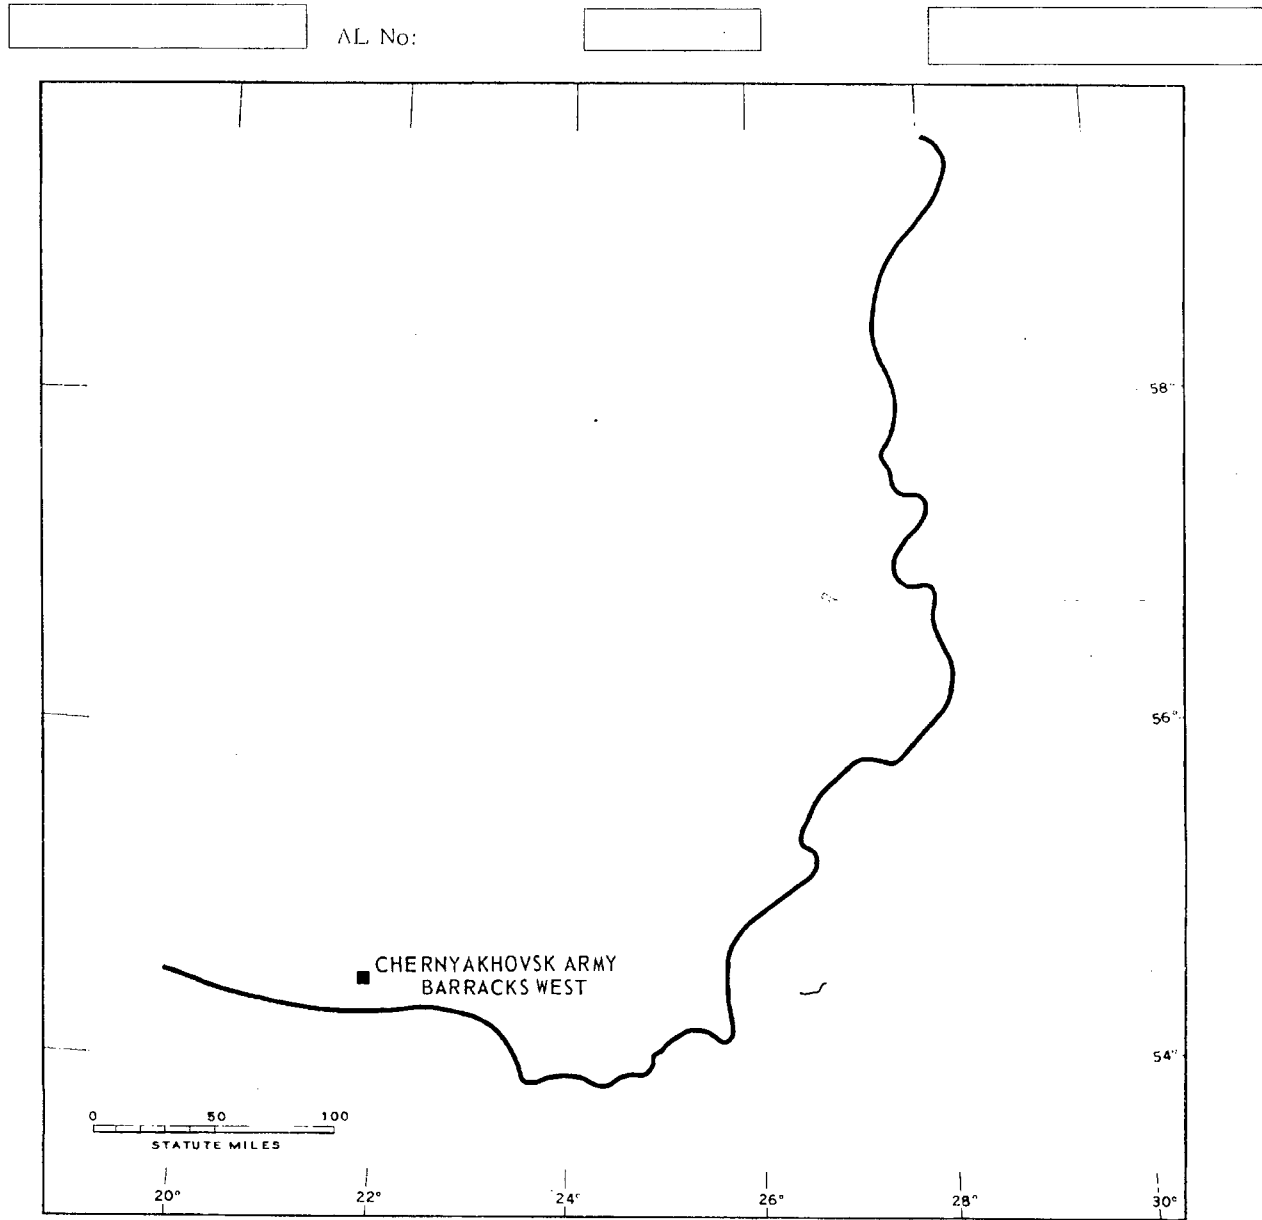 AL No:
58°
56°
CHERNYAKHOVSK ARMY
BARRACKS WEST
54°
0 50 100
STATUTE MILES
20° 22° 24° 26° 28° 30°